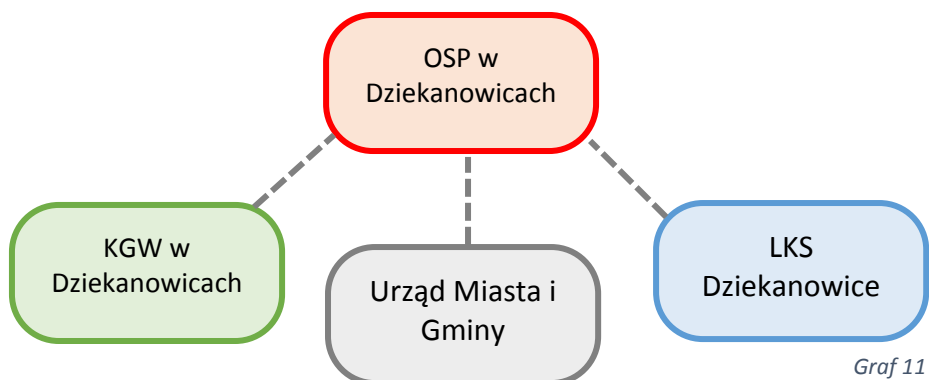 OSP w
Dziekanowicach
KGW w
Dziekanowicach
Urząd Miasta i
Gminy
LKS
Dziekanowice
Graf 11